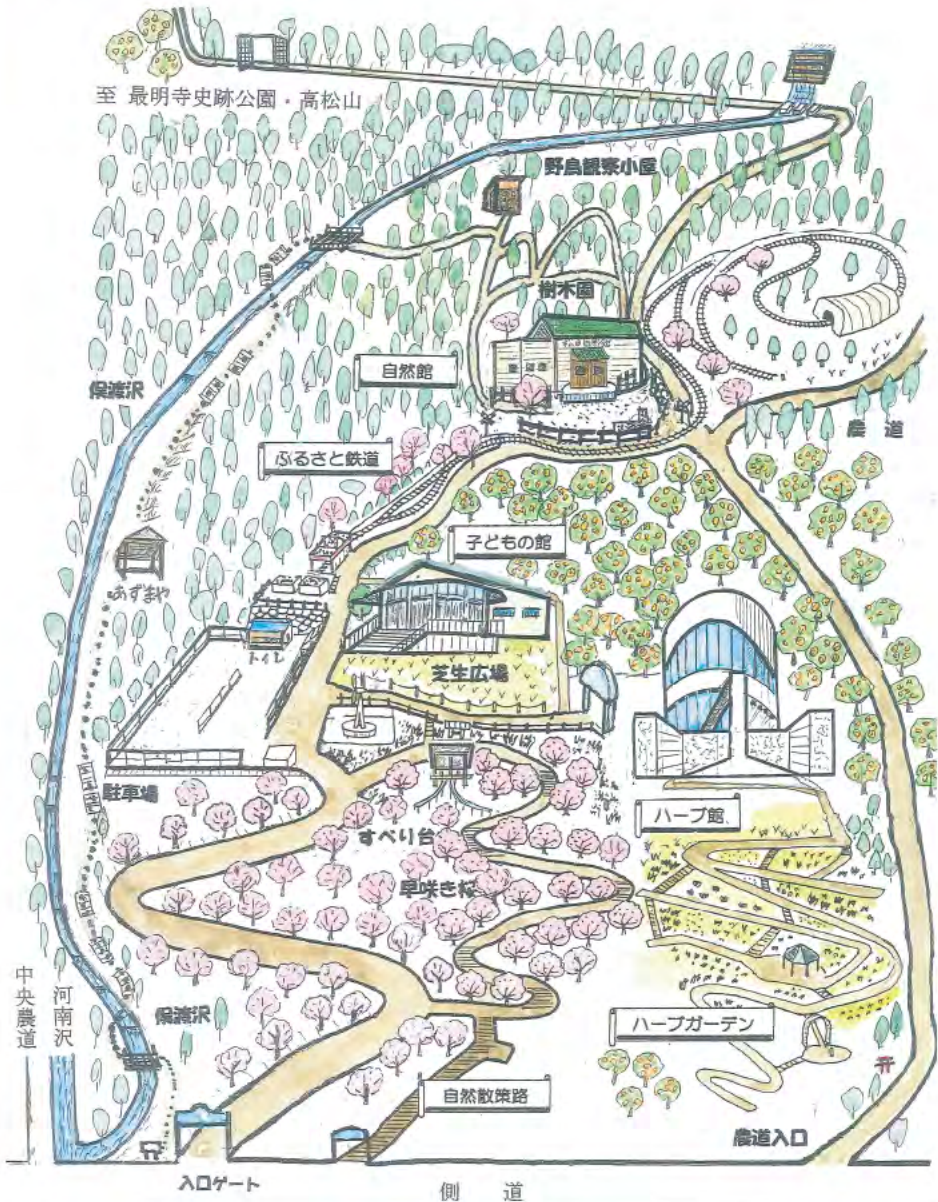 至 最明寺史跡公園・高松山
野鳥観察小屋
樹木園
自然館
保渡沢
農 道
ふるさと鉄道
子どもの館
あずまや
トイレ
芝生広場
駐車場
ハーブ館
すべり台
早咲き桜
中央農道
河南沢
保渡沢
ハーブガーデン
自然散策路
農道入口
入口ゲート
側 道